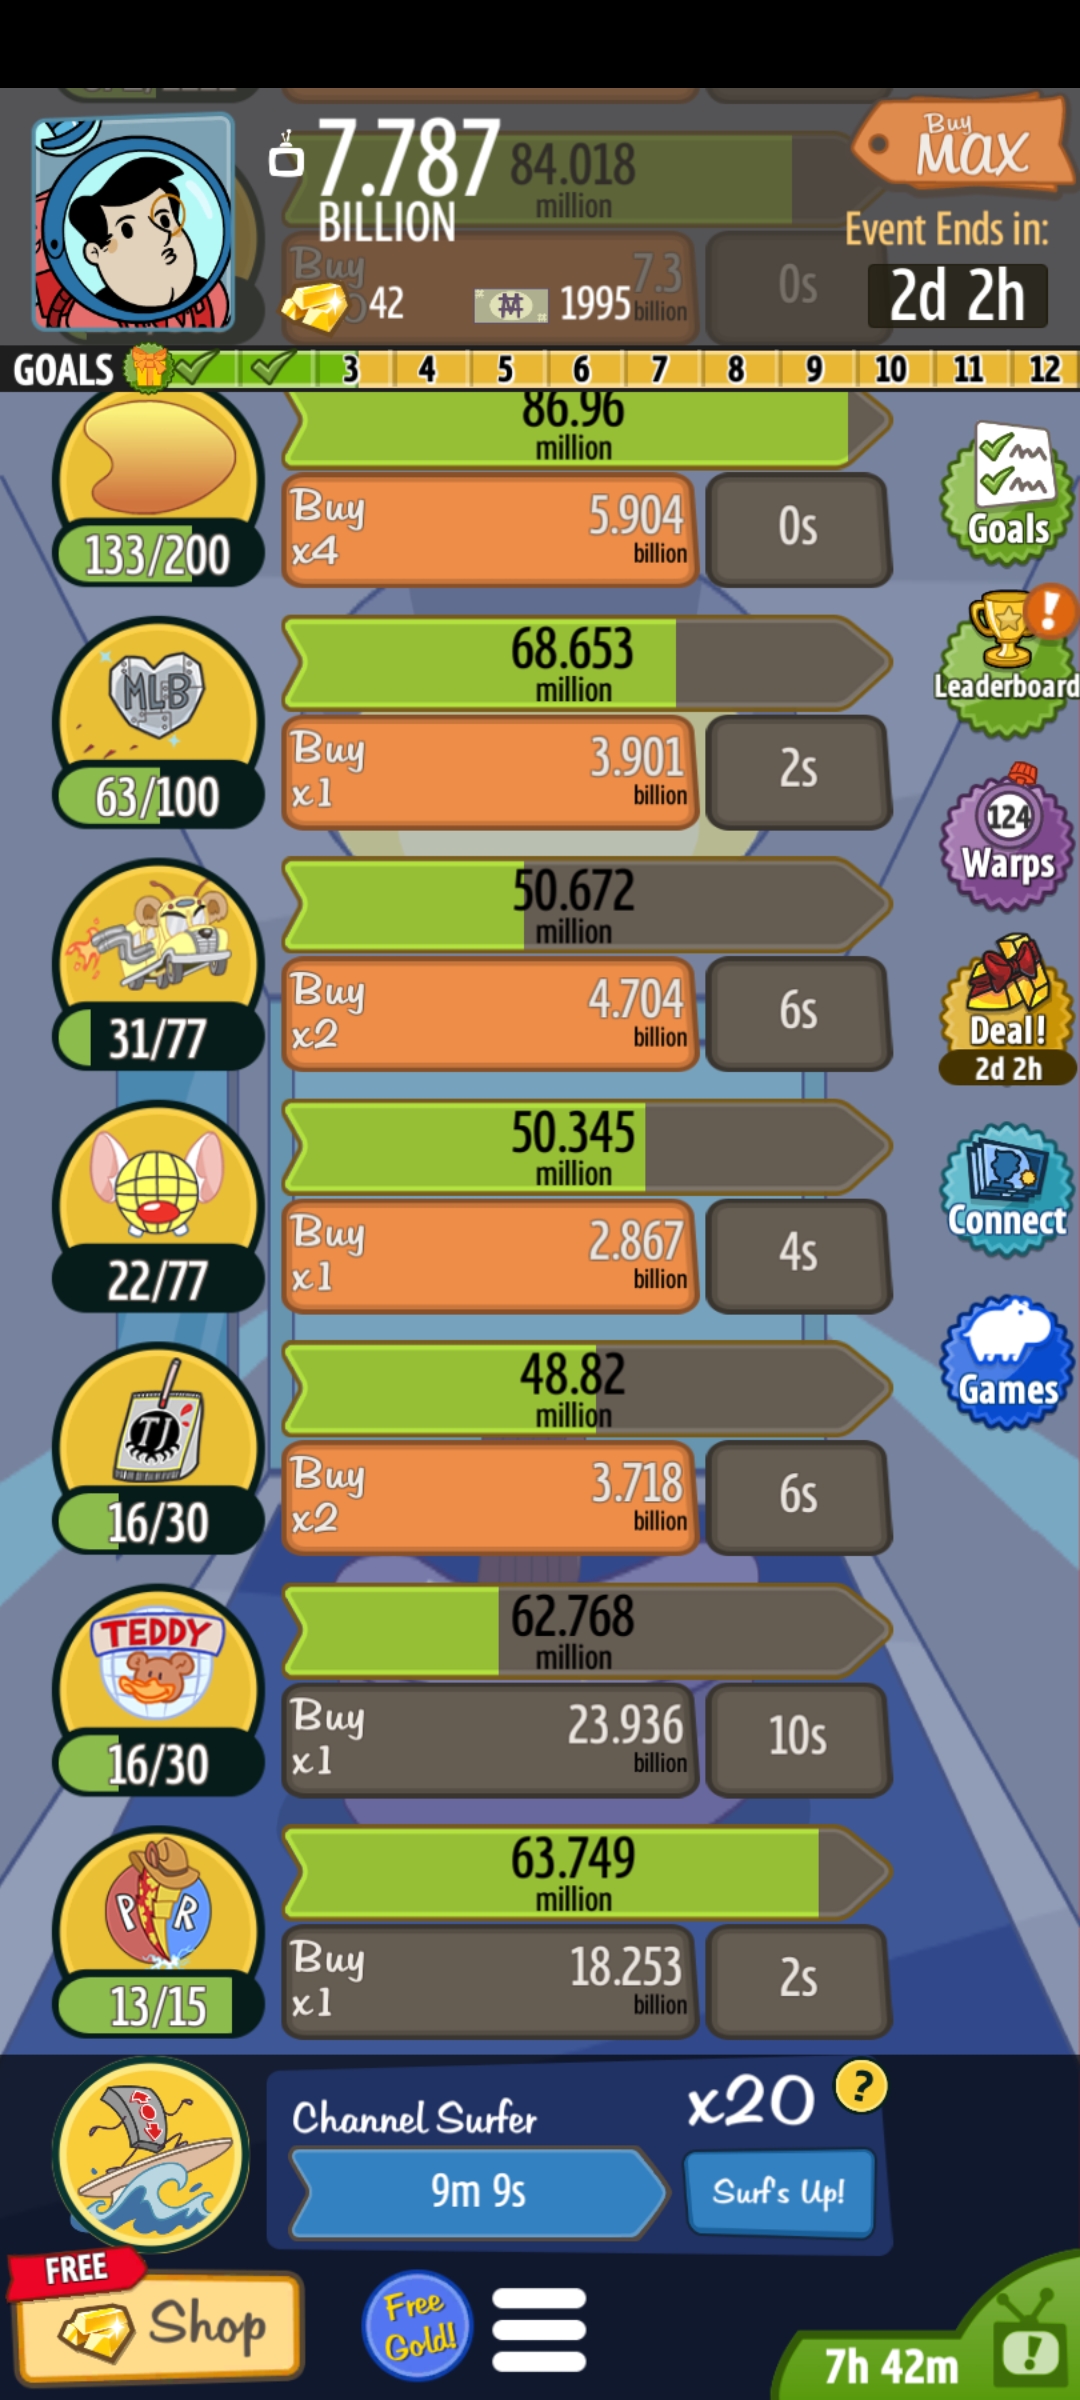 7.787
BILLION
84.018
million
Buy
MAX
Event Ends in:
2d 2h
Buy
7.3
billion
0s
42
1995
GOALS
3
4
5
6
7
8
9
10
11
12
86.96
million
133/200
Buy
x4
5.904
billion
0s
Goals
MLB
68.653
million
63/100
Buy
x1
3.901
billion
2s
!
Leaderboard
50.672
million
31/77
Buy
x2
4.704
billion
6s
124
Warps
Deal!
2d 2h
50.345
million
22/77
Buy
x1
2.867
billion
4s
Connect
TJ
48.82
million
16/30
Buy
x2
3.718
billion
6s
Games
TEDDY
62.768
million
16/30
Buy
x1
23.936
billion
10s
P R
63.749
million
13/15
Buy
x1
18.253
billion
2s
Channel Surfer
x20
?
9m 9s
Surf's Up!
FREE
Shop
Free
Gold!
7h 42m
!